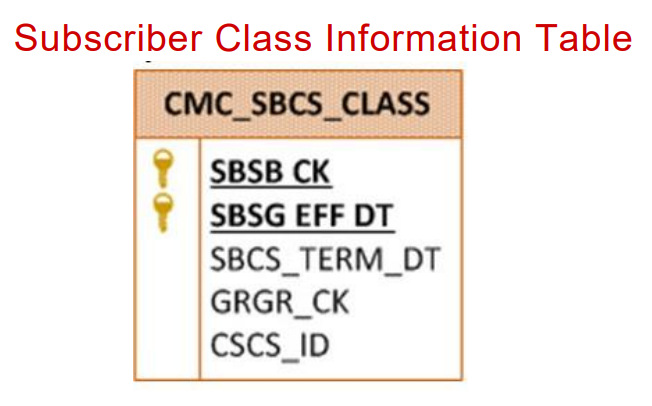 Subscriber Class Information Table
CMC_SBCS_CLASS
SBSB CK
SBSG EFF DT
SBCS_TERM_DT
GRGR_CK
CSCS_ID